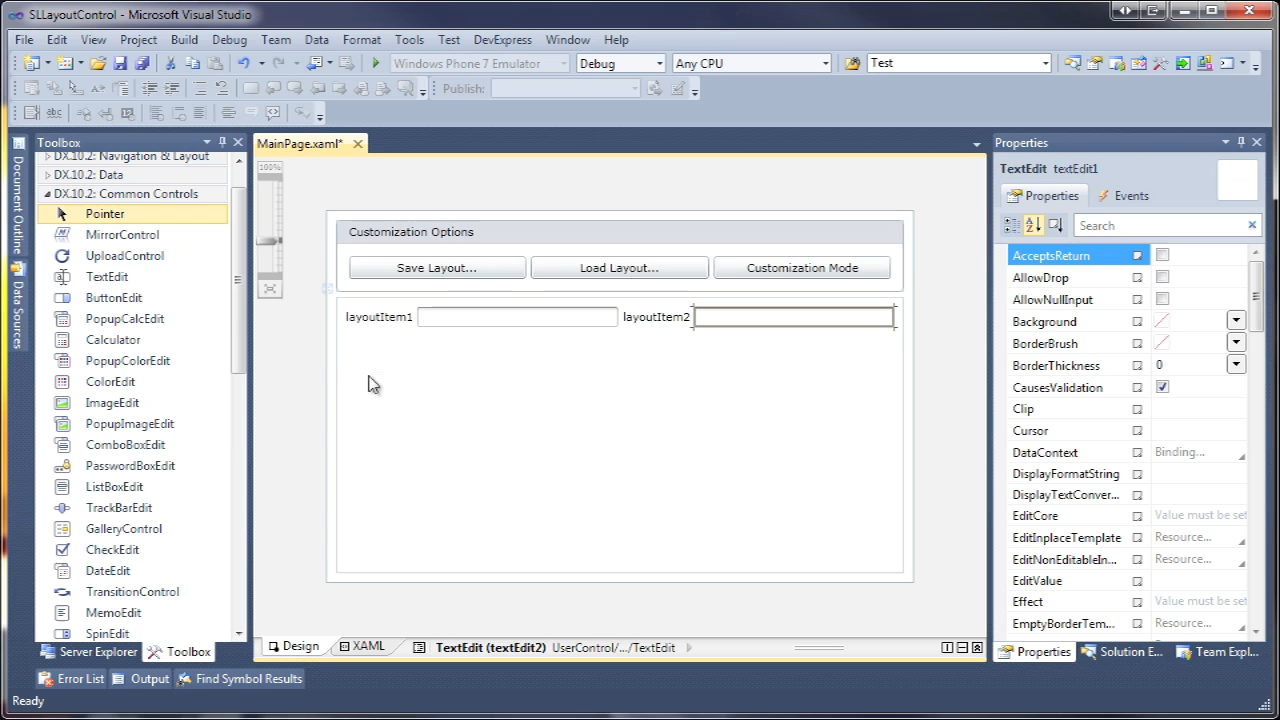 SLLayoutControl - Microsoft Visual Studio
File Edit View Project Build Debug Team Data Format Tools Test DevExpress Window Help
Windows Phone 7 Emulator Debug Any CPU Test
Publish:
abc
Document Outline
Data Sources
Toolbox
DX.10.2: Navigation & Layout
DX.10.2: Data
DX.10.2: Common Controls
Pointer
MirrorControl
UploadControl
TextEdit
ButtonEdit
PopupCalcEdit
Calculator
PopupColorEdit
ColorEdit
ImageEdit
PopupImageEdit
ComboBoxEdit
PasswordBoxEdit
ListBoxEdit
TrackBarEdit
GalleryControl
CheckEdit
DateEdit
TransitionControl
MemoEdit
SpinEdit
Server Explorer Toolbox
MainPage.xaml*
100%
Customization Options
Save Layout... Load Layout... Customization Mode
layoutItem1 layoutItem2
Design XAML TextEdit (textEdit2) UserControl/.../TextEdit
Properties
TextEdit textEdit1
Properties Events
Search
AcceptsReturn
AllowDrop
AllowNullInput
Background
BorderBrush
BorderThickness 0
CausesValidation
Clip
Cursor
DataContext Binding...
DisplayFormatString
DisplayTextConver...
EditCore Value must be set
EditInplaceTemplate Resource...
EditNonEditableIn... Resource...
EditValue
Effect Value must be set
EmptyBorderTem... Resource...
Properties Solution E... Team Expl...
Error List Output Find Symbol Results
Ready